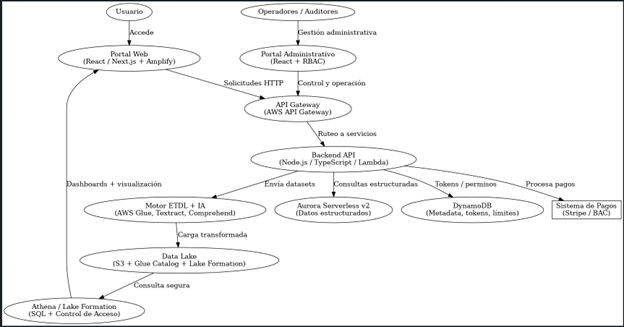 Usuario
Operadores / Auditores
Accede
Gestión administrativa
Portal Web
(React / Next.js + Amplify)
Portal Administrativo
(React + RBAC)
Solicitudes HTTP
Control y operación
API Gateway
(AWS API Gateway)
Ruteo a servicios
Backend API
(Node.js / TypeScript / Lambda)
Dashboards + visualización
Envía datasets
Consultas estructuradas
Tokens / permisos
Procesa pagos
Motor ETDL + IA
(AWS Glue, Textract, Comprehend)
Aurora Serverless v2
(Datos estructurados)
DynamoDB
(Metadata, tokens, límites)
Sistema de Pagos
(Stripe / BAC)
Carga transformada
Data Lake
(S3 + Glue Catalog + Lake Formation)
Consulta segura
Athena / Lake Formation
(SQL + Control de Acceso)